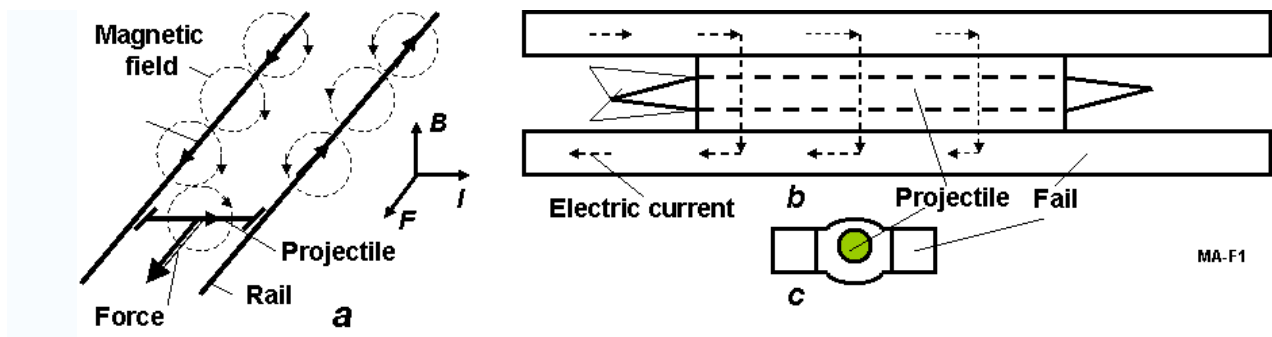 Magnetic
field
B
I
F
Projectile
Rail
Force
a
Electric current
b
Projectile
Fail
c
MA-F1